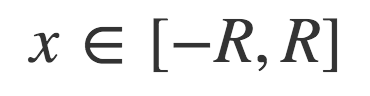 x ∈ [−R, R]